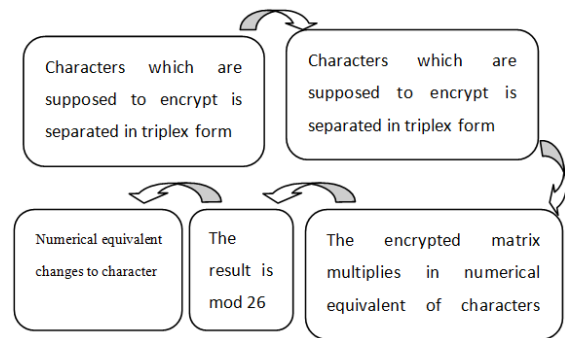 Characters which are
supposed to encrypt is
separated in triplex form
Characters which are
supposed to encrypt is
separated in triplex form
The encrypted matrix
multiplies in numerical
equivalent of characters
The
result is
mod 26
Numerical equivalent
changes to character